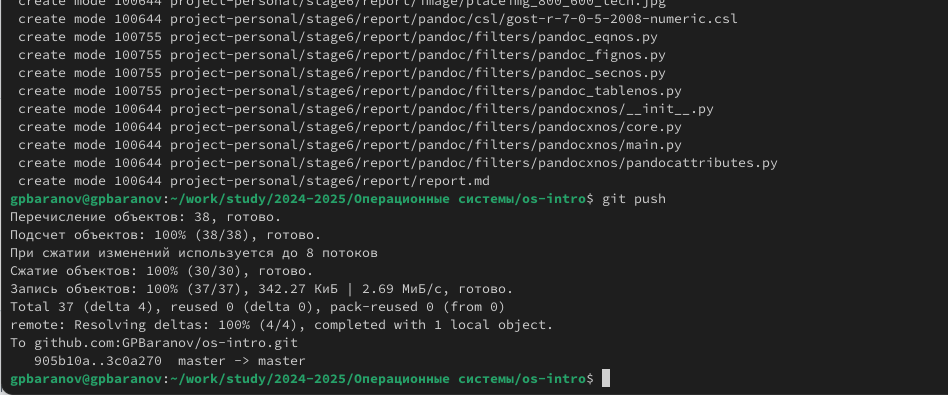 create mode 100644 project-personal/stage6/report/image/placeimg_800_600_tech.jpg
create mode 100644 project-personal/stage6/report/pandoc/csl/gost-r-7-0-5-2008-numeric.csl
create mode 100755 project-personal/stage6/report/pandoc/filters/pandoc_eqnos.py
create mode 100755 project-personal/stage6/report/pandoc/filters/pandoc_fignos.py
create mode 100755 project-personal/stage6/report/pandoc/filters/pandoc_secnos.py
create mode 100755 project-personal/stage6/report/pandoc/filters/pandoc_tablenos.py
create mode 100644 project-personal/stage6/report/pandoc/filters/pandocxnos/__init__.py
create mode 100644 project-personal/stage6/report/pandoc/filters/pandocxnos/core.py
create mode 100644 project-personal/stage6/report/pandoc/filters/pandocxnos/main.py
create mode 100644 project-personal/stage6/report/pandoc/filters/pandocxnos/pandocattributes.py
create mode 100644 project-personal/stage6/report/report.md
gpbaranov@gpbaranov:~/work/study/2024-2025/Операционные системы/os-intro$ git push
Перечисление объектов: 38, готово.
Подсчет объектов: 100% (38/38), готово.
При сжатии изменений используется до 8 потоков
Сжатие объектов: 100% (30/30), готово.
Запись объектов: 100% (37/37), 342.27 КиБ | 2.69 МиБ/с, готово.
Total 37 (delta 4), reused 0 (delta 0), pack-reused 0 (from 0)
remote: Resolving deltas: 100% (4/4), completed with 1 local object.
To github.com:GPBaranov/os-intro.git
905b10a..3c0a270  master -> master
gpbaranov@gpbaranov:~/work/study/2024-2025/Операционные системы/os-intro$